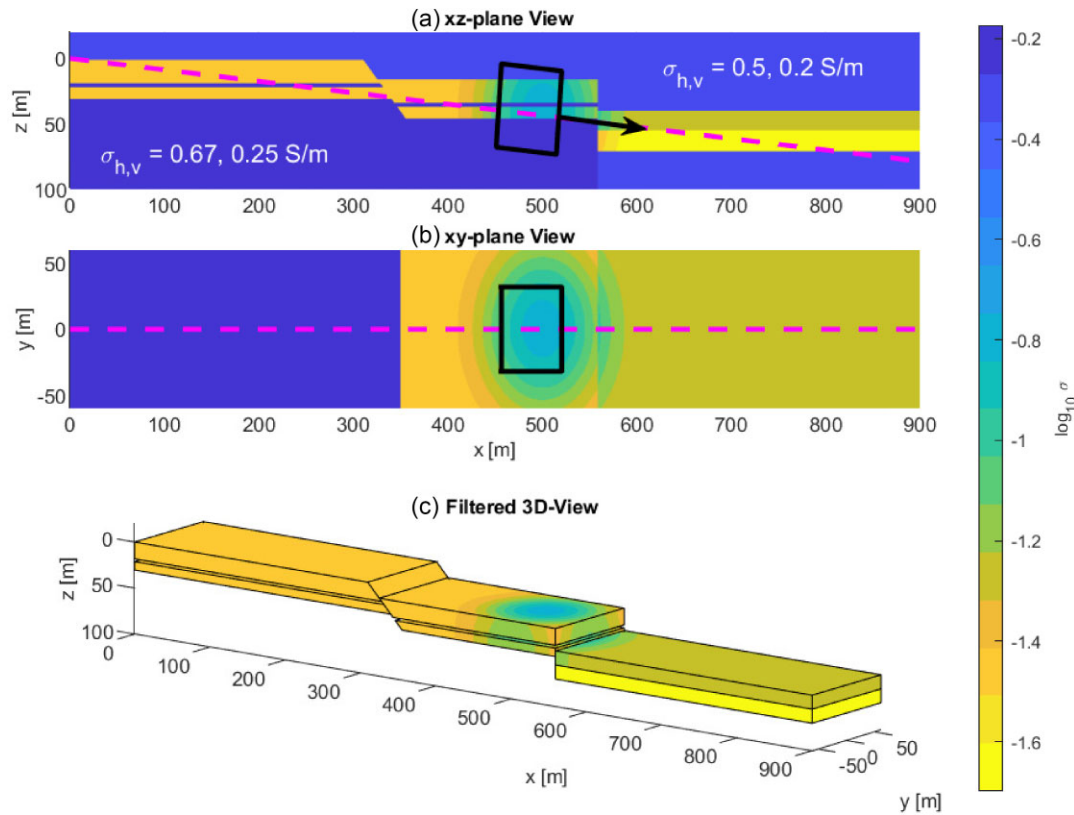 (a) xz-plane View
z [m]
0
50
100
σh,v = 0.5, 0.2 S/m
σh,v = 0.67, 0.25 S/m
0 100 200 300 400 500 600 700 800 900
(b) xy-plane View
y [m]
50
0
-50
0 100 200 300 400 500 600 700 800 900
x [m]
(c) Filtered 3D-View
z [m]
0
50
100
0 100 200 300 400 500 600 700 800 900
x [m]
-50 0 50
y [m]
-0.2
-0.4
-0.6
-0.8
-1
-1.2
-1.4
-1.6
log10 σ